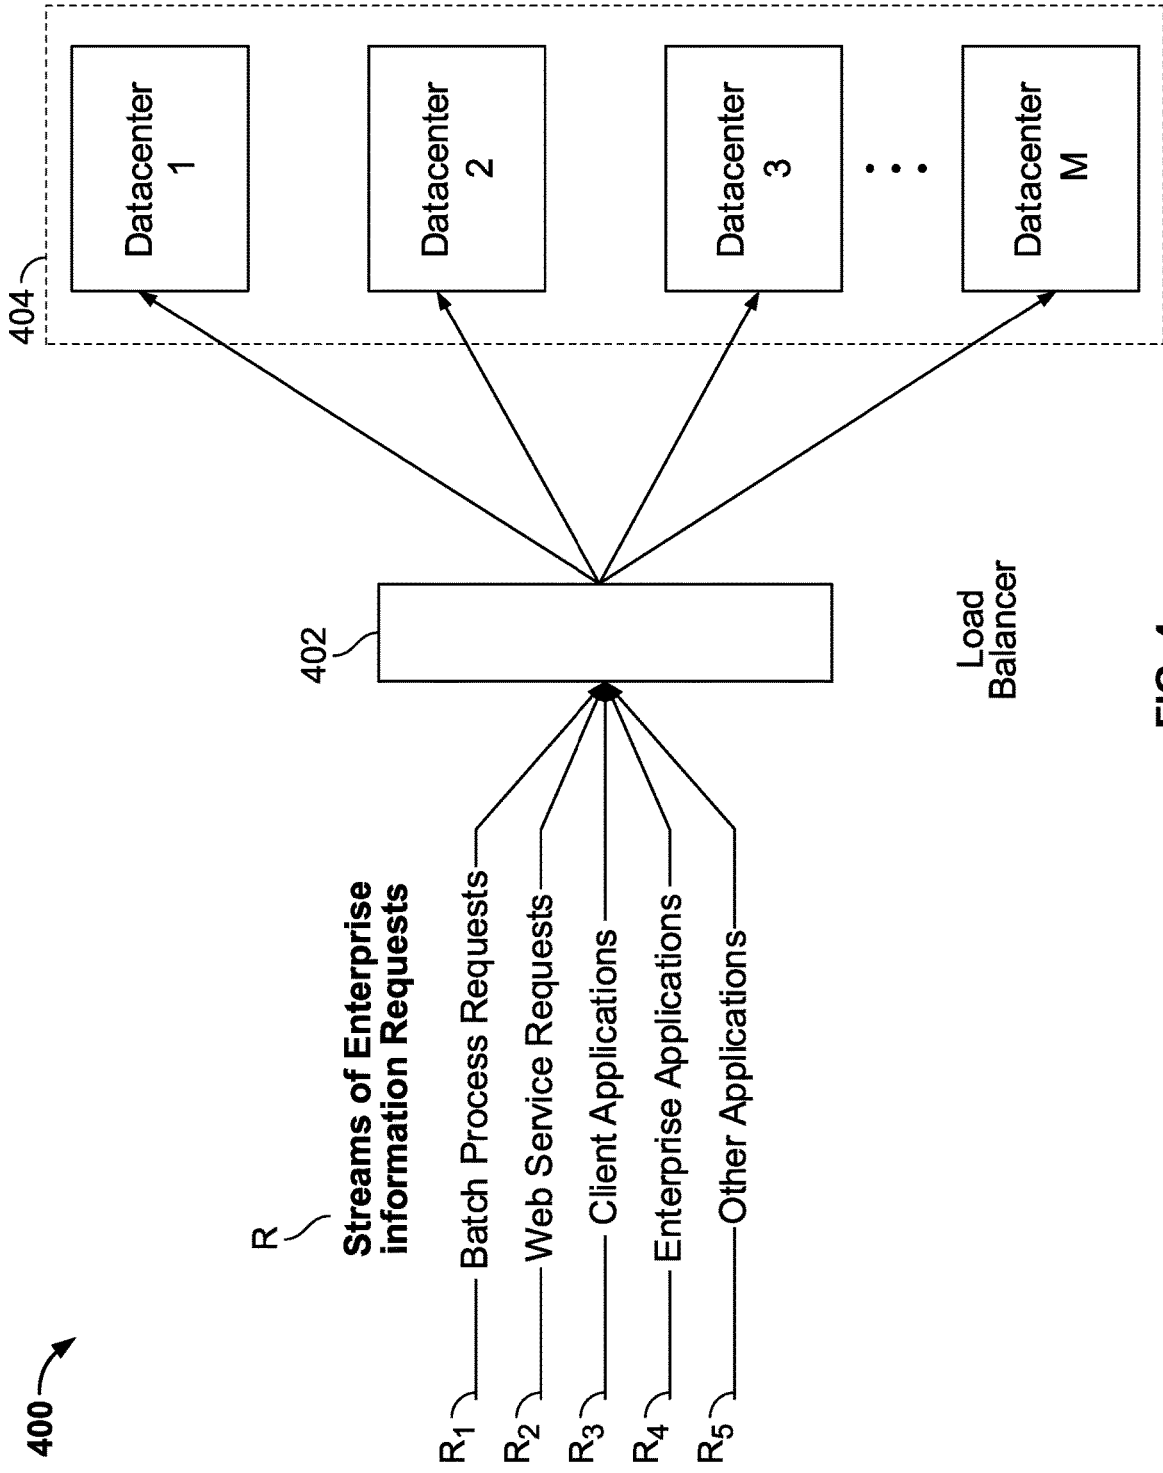 400
R
Streams of Enterprise
information Requests
R1
Batch Process Requests
R2
Web Service Requests
R3
Client Applications
R4
Enterprise Applications
R5
Other Applications
402
Load
Balancer
404
Datacenter
1
Datacenter
2
Datacenter
3
• • •
Datacenter
M